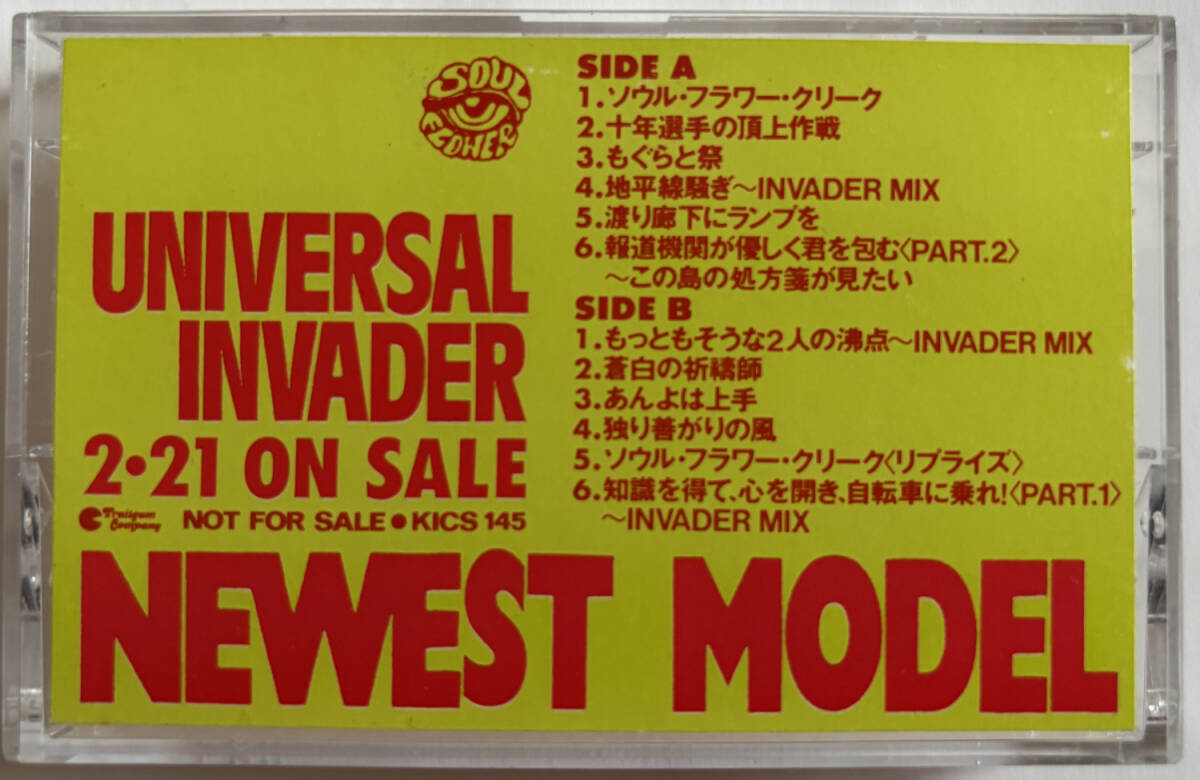 SOUL
FLOWER
UNIVERSAL
INVADER
2・21 ON SALE
Fruitgum
Company
NOT FOR SALE ● KICS 145
SIDE A
1.ソウル・フラワー・クリーク
2.十年選手の頂上作戦
3.もぐらと祭
4.地平線騒ぎ〜INVADER MIX
5.渡り廊下にランプを
6.報道機関が優しく君を包む〈PART.2〉
〜この島の処方箋が見たい
SIDE B
1.もっともそうな2人の沸点〜INVADER MIX
2.蒼白の祈禱師
3.あんよは上手
4.独り善がりの風
5.ソウル・フラワー・クリーク〈リプライズ〉
6.知識を得て、心を開き、自転車に乗れ!〈PART.1〉
〜INVADER MIX
NEWEST MODEL